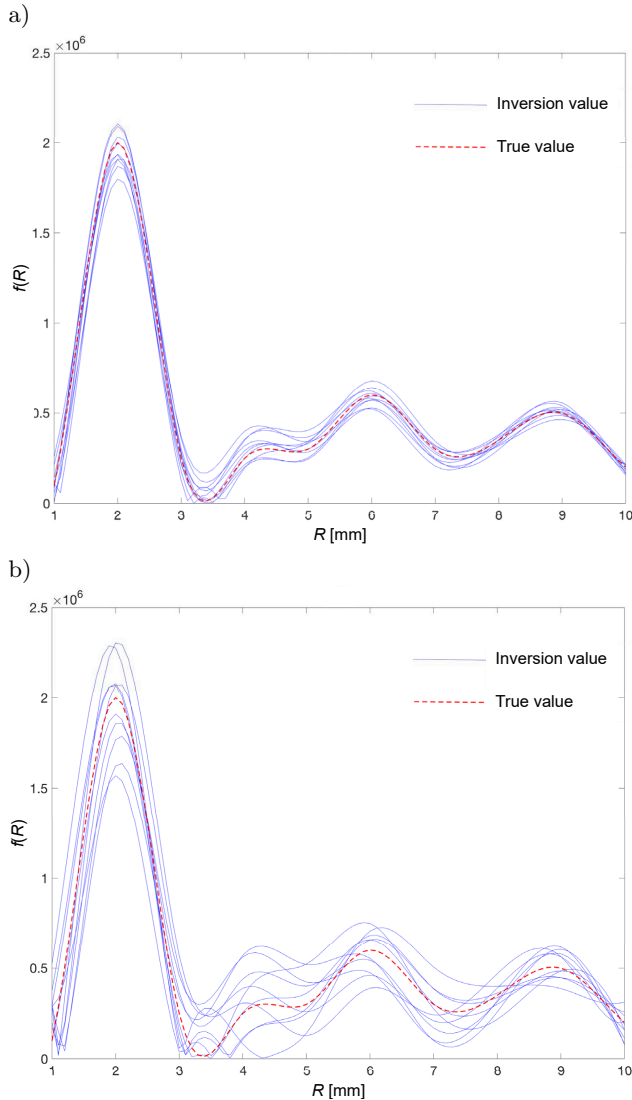 a)
×10⁶
2.5
Inversion value
True value
2
1.5
f(R)
1
0.5
0
1 2 3 4 5 6 7 8 9 10
R [mm]
b)
×10⁶
2.5
Inversion value
True value
2
1.5
f(R)
1
0.5
0
1 2 3 4 5 6 7 8 9 10
R [mm]